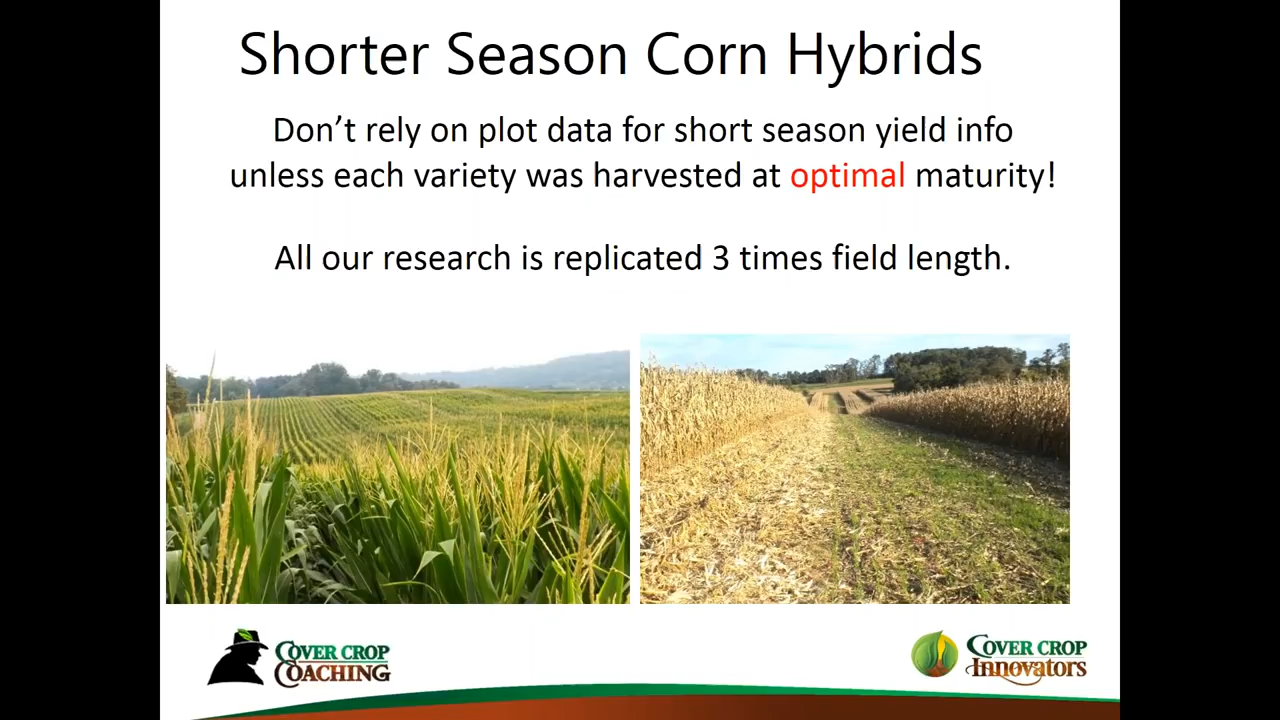 Shorter Season Corn Hybrids
Don’t rely on plot data for short season yield info
unless each variety was harvested at optimal maturity!
All our research is replicated 3 times field length.
COVER CROP
COACHING
COVER CROP
Innovators